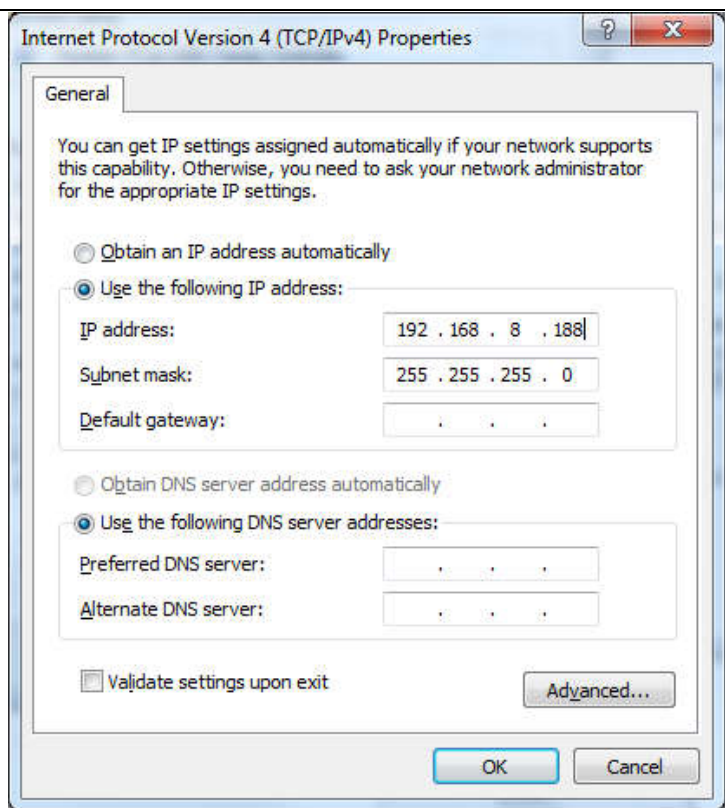 Internet Protocol Version 4 (TCP/IPv4) Properties
General
You can get IP settings assigned automatically if your network supports
this capability. Otherwise, you need to ask your network administrator
for the appropriate IP settings.
Obtain an IP address automatically
Use the following IP address:
IP address: 192 . 168 . 8 . 188
Subnet mask: 255 . 255 . 255 . 0
Default gateway: . . .
Obtain DNS server address automatically
Use the following DNS server addresses:
Preferred DNS server: . . .
Alternate DNS server: . . .
Validate settings upon exit
Advanced...
OK Cancel